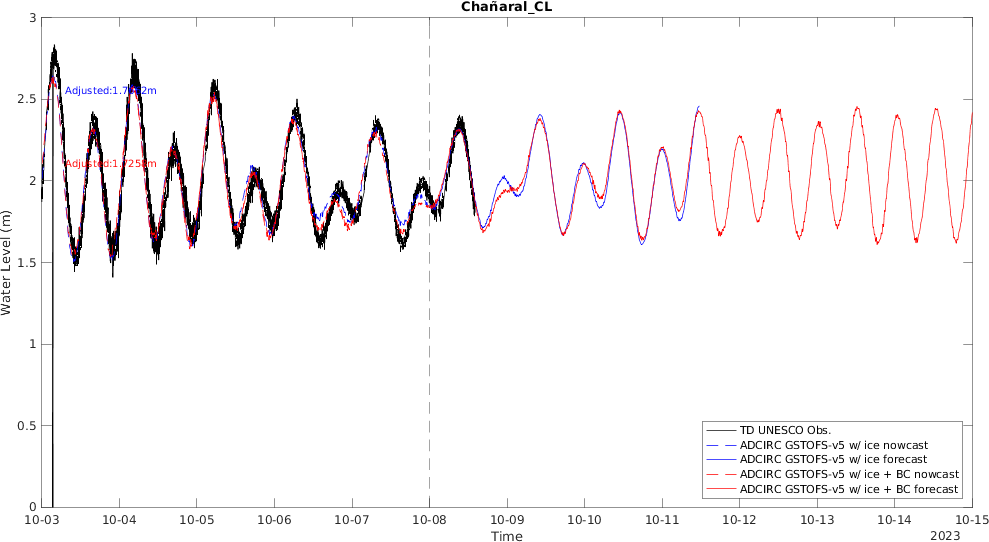 Chañaral_CL
3
2.5
2
1.5
1
0.5
0
Water Level (m)
Adjusted:
Adjusted:
10-03 10-04 10-05 10-06 10-07 10-08 10-09 10-10 10-11 10-12 10-13 10-14 10-15
Time
2023
TD UNESCO Obs.
ADCIRC GSTOFS-v5 w/ ice nowcast
ADCIRC GSTOFS-v5 w/ ice forecast
ADCIRC GSTOFS-v5 w/ ice + BC nowcast
ADCIRC GSTOFS-v5 w/ ice + BC forecast